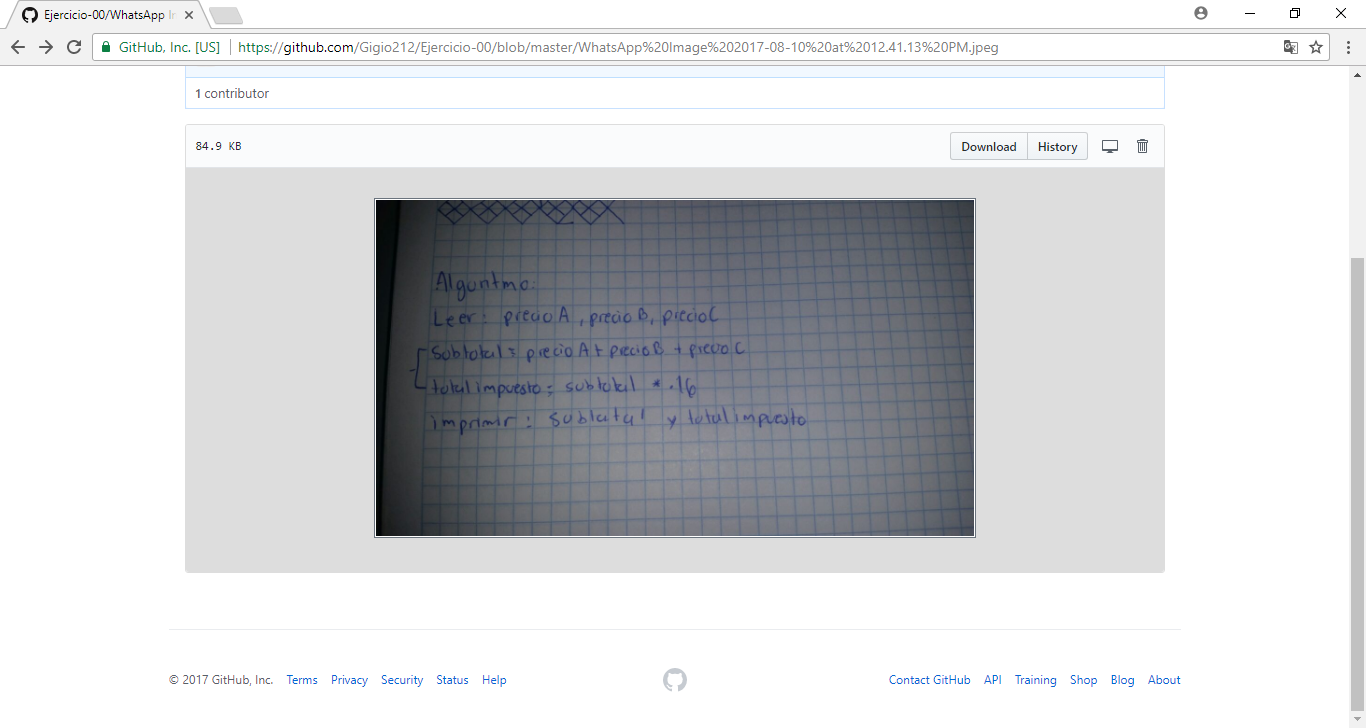 Ejercicio-00/WhatsApp Im
GitHub, Inc. [US] https://github.com/Gigio212/Ejercicio-00/blob/master/WhatsApp%20Image%202017-08-10%20at%2012.41.13%20PM.jpeg
1 contributor
84.9 KB Download History
Algoritmo:
Leer: precio A, precio B, precio C
Subtotal = precio A + precio B + precio C
total impuesto = subtotal * .16
imprimir: subtotal y total impuesto
© 2017 GitHub, Inc. Terms Privacy Security Status Help Contact GitHub API Training Shop Blog About